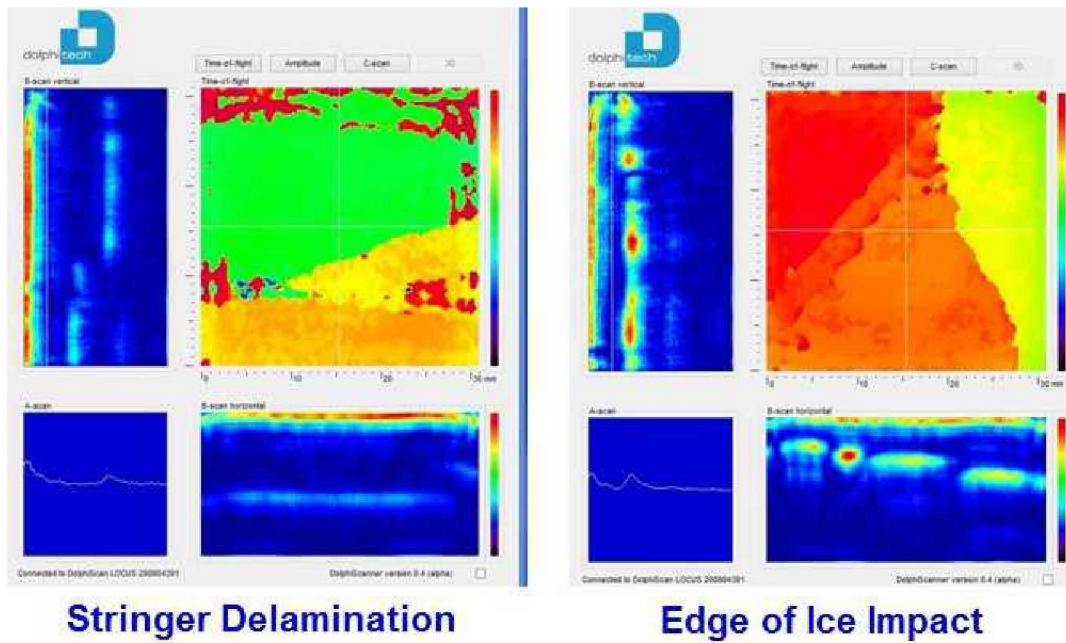 dolphitech
Time-of-flight Amplitude C-scan 3D
B-scan vertical
Time-of-flight
0 10 20 30 mm
A-scan
B-scan horizontal
Connected to DolphiScan LOCUS
DolphiScanner version 0.4 (alpha)
Stringer Delamination
dolphitech
Time-of-flight Amplitude C-scan 3D
B-scan vertical
Time-of-flight
0 10 20 30 mm
A-scan
B-scan horizontal
Connected to DolphiScan LOCUS
DolphiScanner version 0.4 (alpha)
Edge of Ice Impact